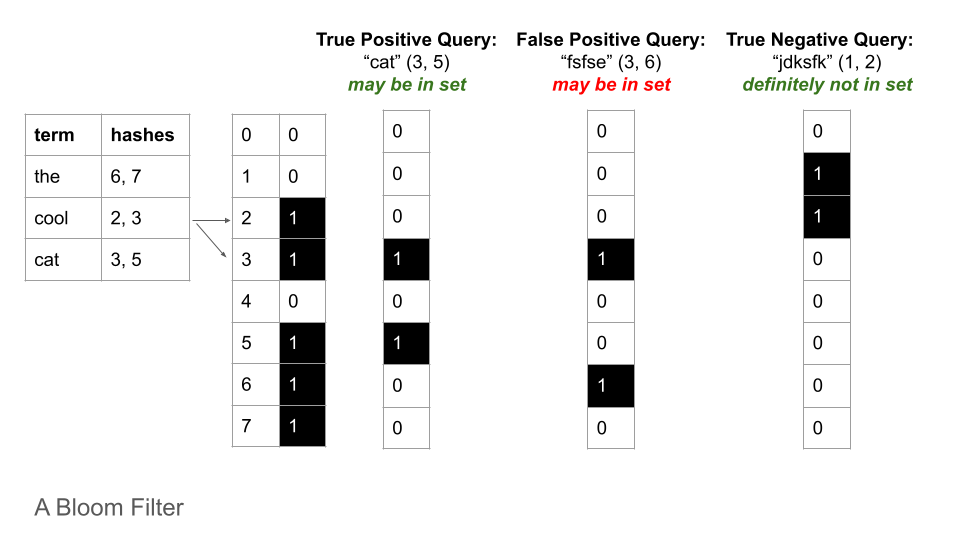 True Positive Query: False Positive Query: True Negative Query:
“cat” (3, 5) “fsfse” (3, 6) “jdksfk” (1, 2)
may be in set may be in set definitely not in set
term hashes 0 0 0 0 0
the 6, 7 1 0 0 0 1
cool 2, 3 2 1 0 0 1
cat 3, 5 3 1 1 1 0
4 0 0 0 0
5 1 1 0 0
6 1 0 1 0
7 1 0 0 0
A Bloom Filter